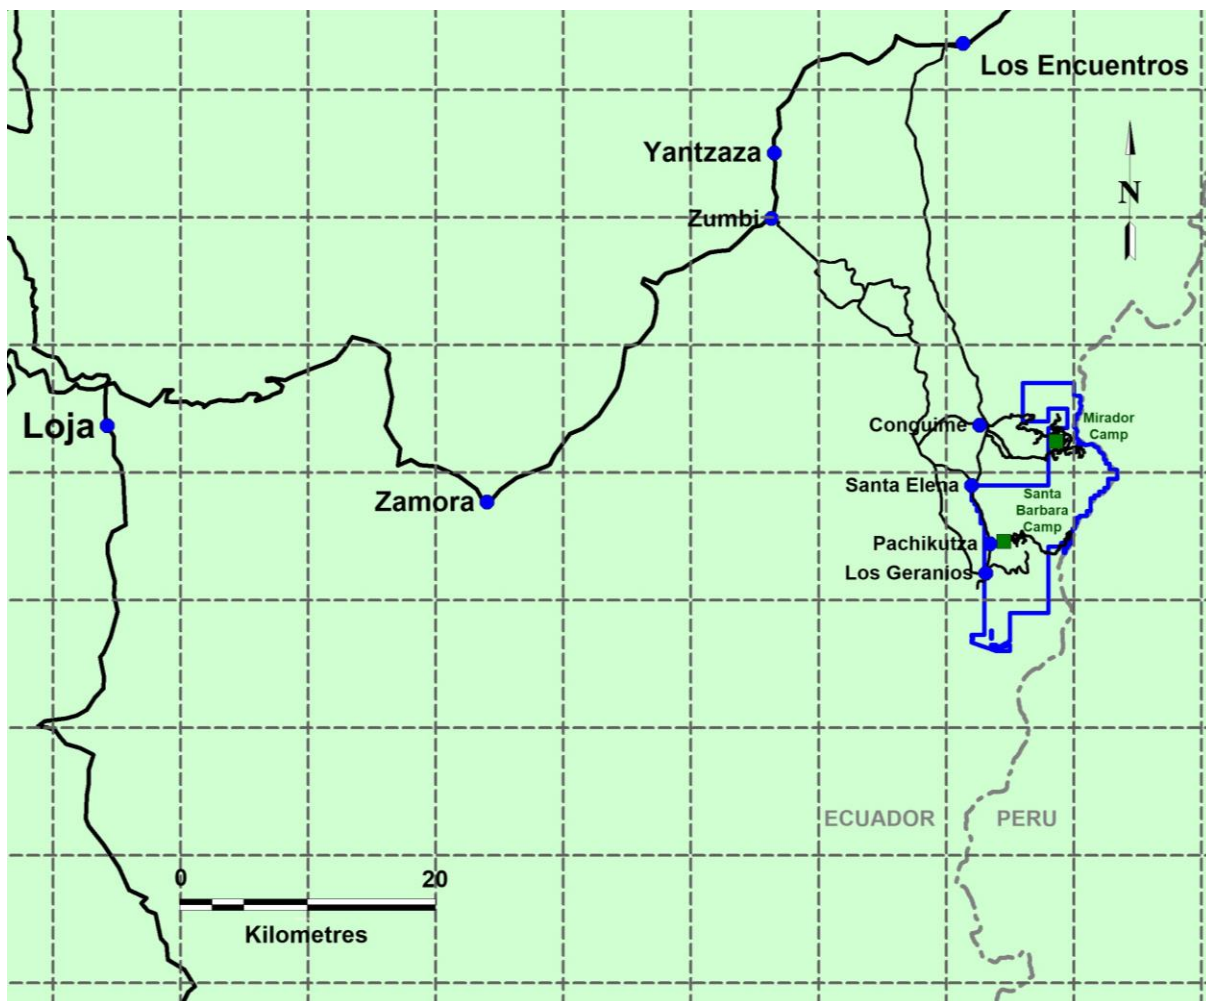 Los Encuentros
Yantzaza
N
Zumbi
Conguime
Mirador
Camp
Loja
Santa Elena
Zamora
Santa
Barbara
Camp
Pachikutza
Los Geranios
ECUADOR
PERU
0
20
Kilometres